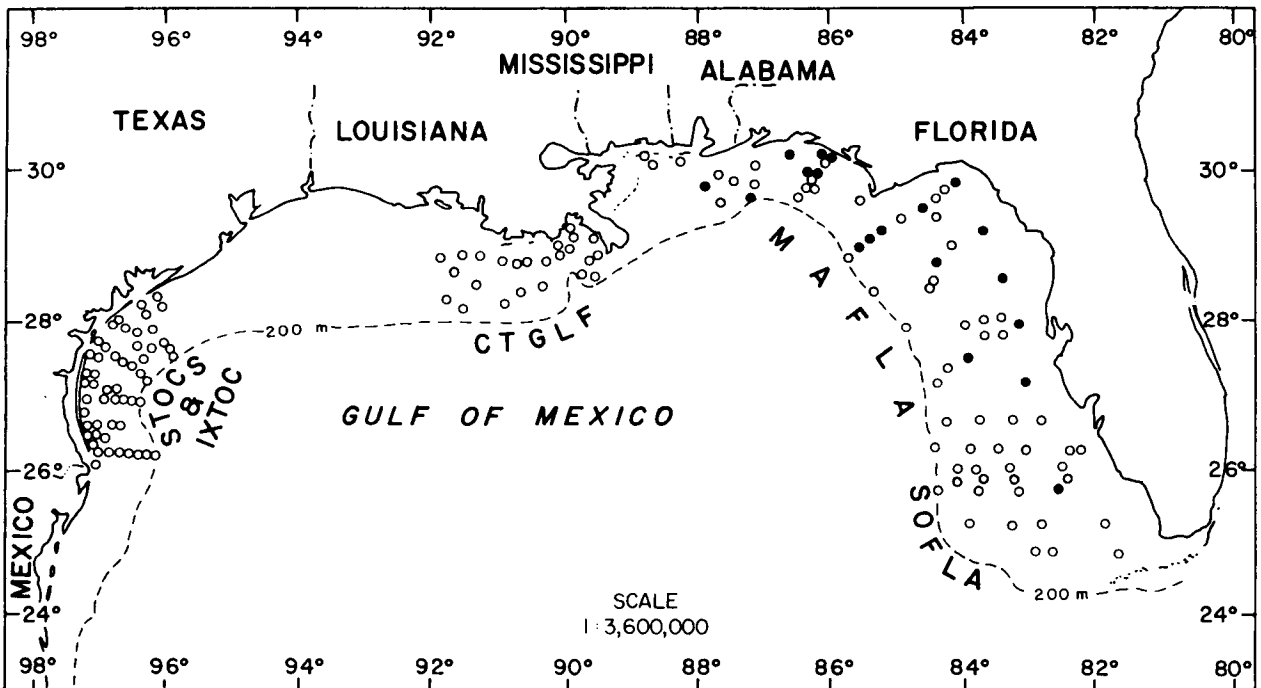 98° 96° 94° 92° 90° 88° 86° 84° 82° 80°
MISSISSIPPI ALABAMA
TEXAS LOUISIANA FLORIDA
30° 30°
MAFLA
28° 28°
200 m
CTGLF
STOCS
&
IXTOC
GULF OF MEXICO
26° 26°
SOFLA
MEXICO
200 m
SCALE
1:3,600,000
24° 24°
98° 96° 94° 92° 90° 88° 86° 84° 82° 80°